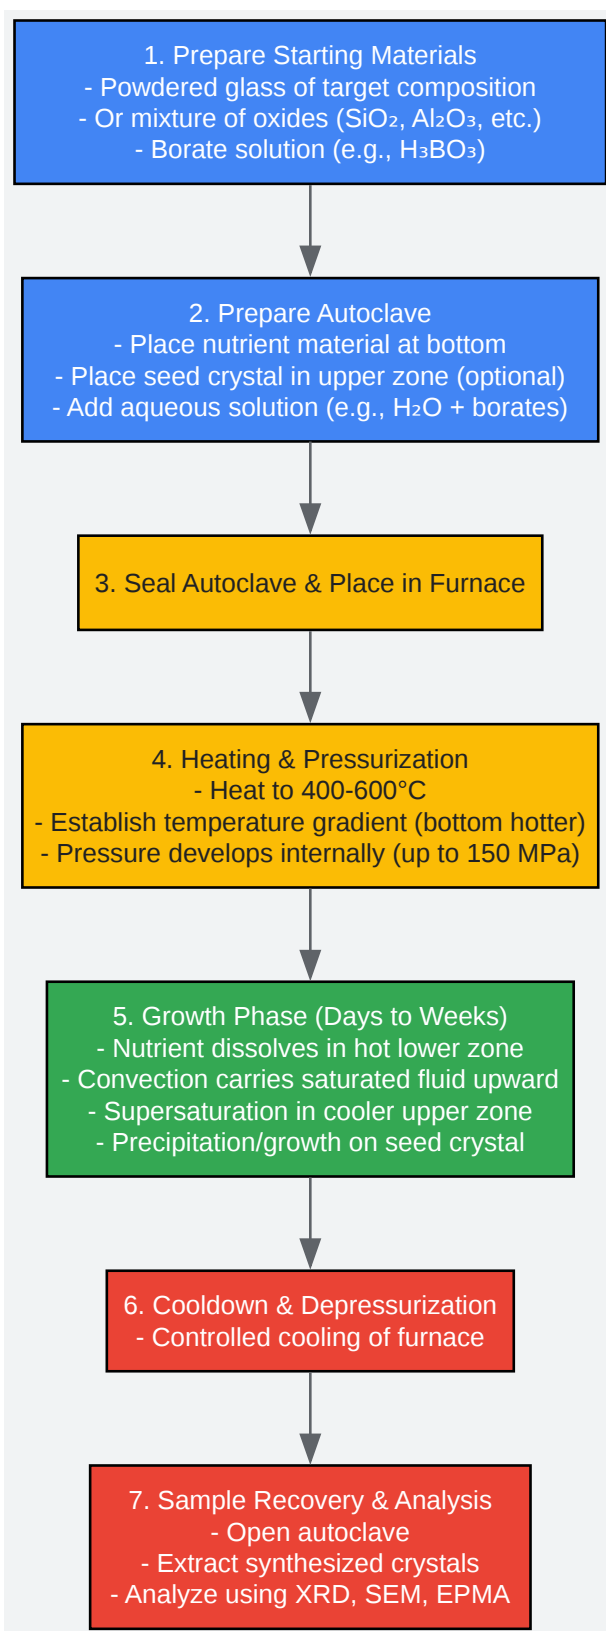 1. Prepare Starting Materials
- Powdered glass of target composition
- Or mixture of oxides (SiO₂, Al₂O₃, etc.)
- Borate solution (e.g., H₃BO₃)
2. Prepare Autoclave
- Place nutrient material at bottom
- Place seed crystal in upper zone (optional)
- Add aqueous solution (e.g., H₂O + borates)
3. Seal Autoclave & Place in Furnace
4. Heating & Pressurization
- Heat to 400-600°C
- Establish temperature gradient (bottom hotter)
- Pressure develops internally (up to 150 MPa)
5. Growth Phase (Days to Weeks)
- Nutrient dissolves in hot lower zone
- Convection carries saturated fluid upward
- Supersaturation in cooler upper zone
- Precipitation/growth on seed crystal
6. Cooldown & Depressurization
- Controlled cooling of furnace
7. Sample Recovery & Analysis
- Open autoclave
- Extract synthesized crystals
- Analyze using XRD, SEM, EPMA